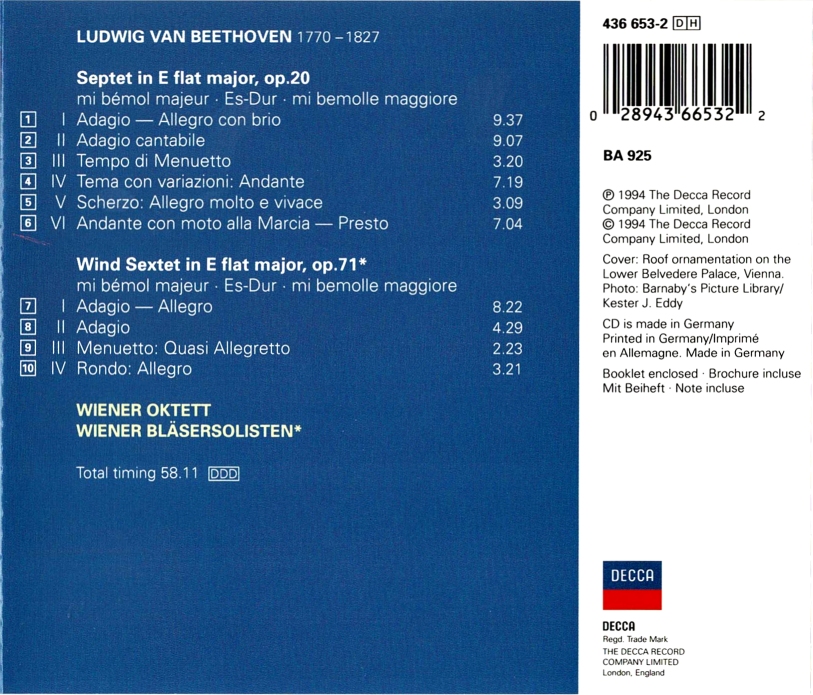 LUDWIG VAN BEETHOVEN 1770–1827
Septet in E flat major, op.20
mi bémol majeur · Es-Dur · mi bemolle maggiore
1 I Adagio — Allegro con brio 9.37
2 II Adagio cantabile 9.07
3 III Tempo di Menuetto 3.20
4 IV Tema con variazioni: Andante 7.19
5 V Scherzo: Allegro molto e vivace 3.09
6 VI Andante con moto alla Marcia — Presto 7.04
Wind Sextet in E flat major, op.71*
mi bémol majeur · Es-Dur · mi bemolle maggiore
7 I Adagio — Allegro 8.22
8 II Adagio 4.29
9 III Menuetto: Quasi Allegretto 2.23
10 IV Rondo: Allegro 3.21
WIENER OKTETT
WIENER BLÄSERSOLISTEN*
Total timing 58.11 DDD
436 653-2 DH
0 28943 66532 2
BA 925
℗ 1994 The Decca Record
Company Limited, London
© 1994 The Decca Record
Company Limited, London
Cover: Roof ornamentation on the
Lower Belvedere Palace, Vienna.
Photo: Barnaby's Picture Library/
Kester J. Eddy
CD is made in Germany
Printed in Germany/Imprimé
en Allemagne. Made in Germany
Booklet enclosed · Brochure incluse
Mit Beiheft · Note incluse
DECCA
DECCA
Regd. Trade Mark
THE DECCA RECORD
COMPANY LIMITED
London, England